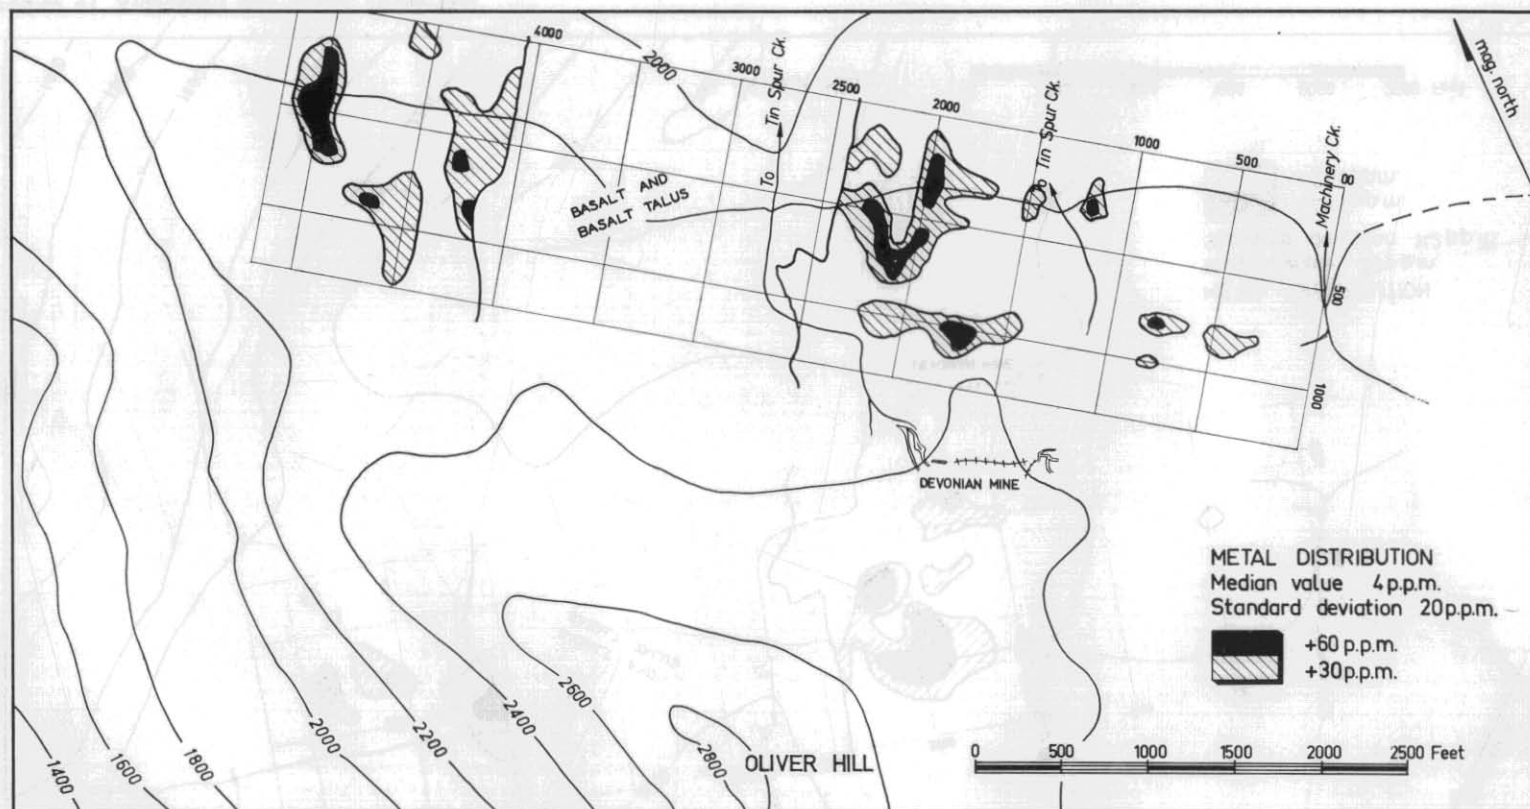 4000
2000
3000
Tin Spur Ck.
To
2500
2000
To Tin Spur Ck.
1000
500
00
Machinery Ck.
mag. north
BASALT AND
BASALT TALUS
500
1000
DEVONIAN MINE
METAL DISTRIBUTION
Median value 4 p.p.m.
Standard deviation 20 p.p.m.
+60 p.p.m.
+30 p.p.m.
1400
1600
1800
2000
2200
2400
2600
2800
OLIVER HILL
0 500 1000 1500 2000 2500 Feet